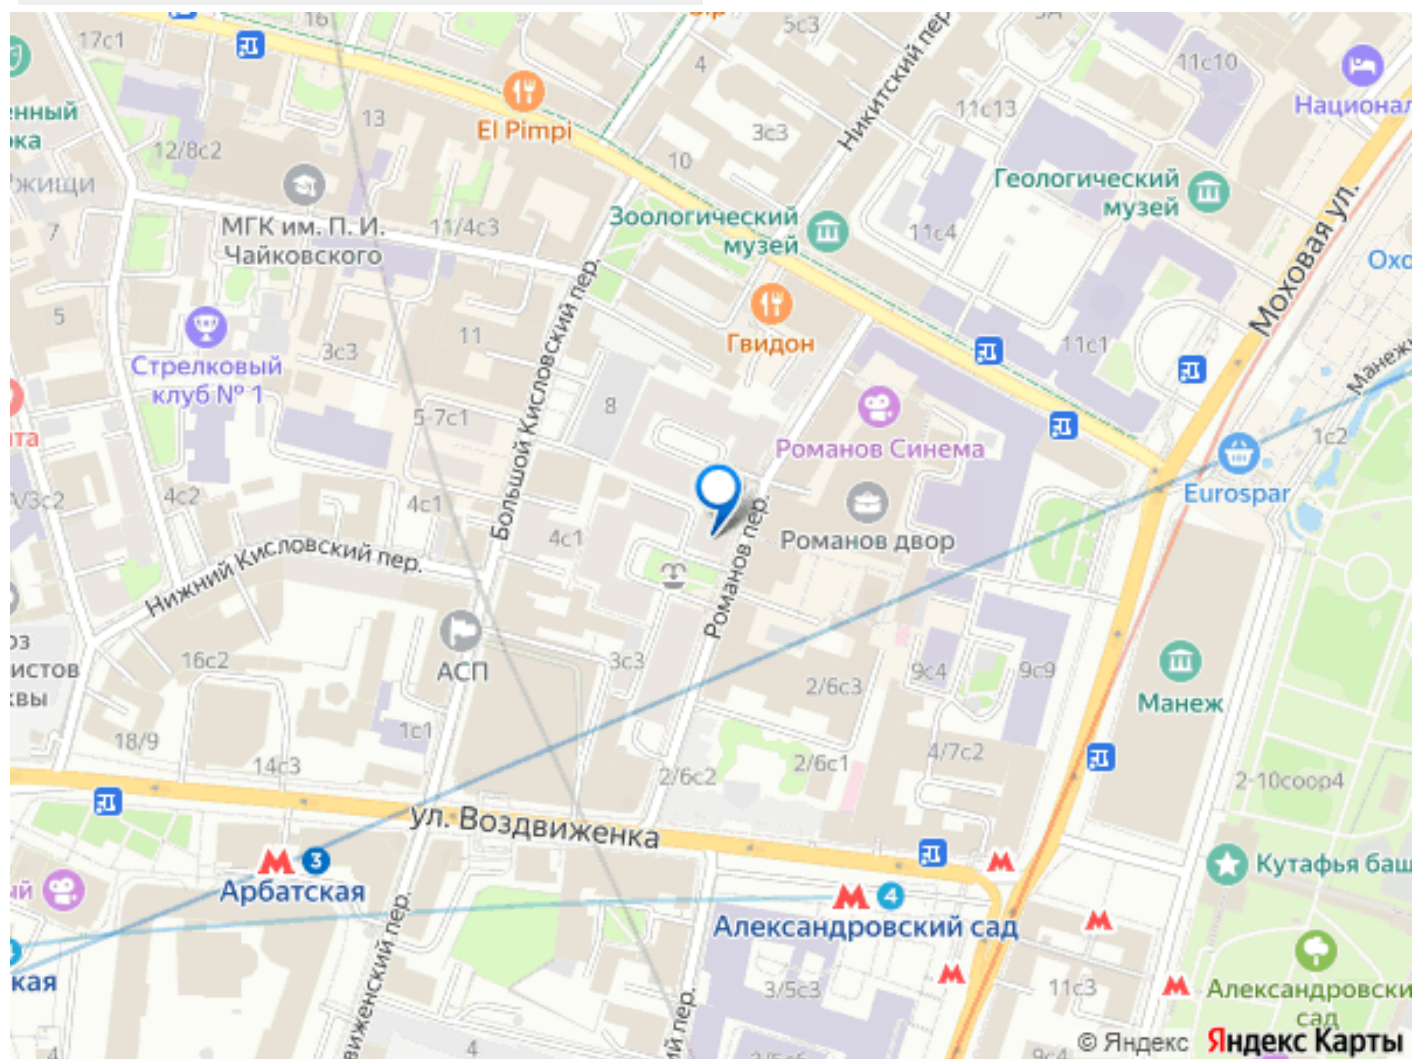 16
5с3
17с1
4
11с10
Национал
El Pimpi
13
11с13
3с3
Никитский пер.
12/8с2
10
Геологический
музей
МГК им. П. И.
Чайковского
11/4с3
Зоологический
музей
11с4
Моховая ул.
7
Охо
5
Стрелковый
клуб № 1
3с3
11
Большой Кисловский пер.
Гвидон
11с1
8
5-7с1
Романов Синема
1с2
Eurospar
4с2
4с1
4с1
Романов двор
Романов пер.
Нижний Кисловский пер.
АСП
16с2
3с3
2/6с3
9с4
9с9
Манеж
18/9
1с1
14с3
2/6с2
2/6с1
4/7с2
2-10соор4
ул. Воздвиженка
3
Арбатская
4
Александровский сад
Кутафья баш
кая
3/5с3
11с3
Александровски
сад
4
9с4
© Яндекс Яндекс Карты